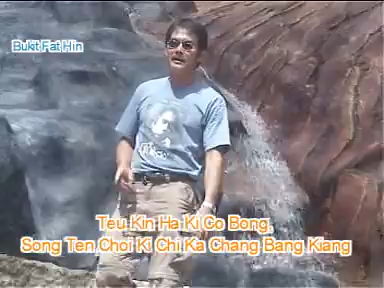 Bukit Fat Hin
Teu Kin Ha Ki Co Bong,
Song Ten Choi Ki Chi Ka Chang Bang Kiang